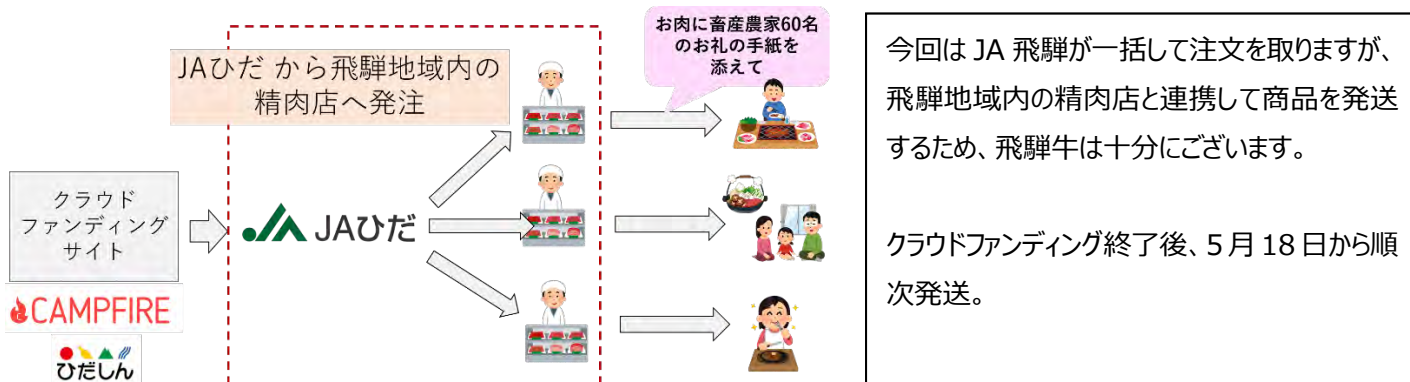 お肉に畜産農家60名
のお礼の手紙を
添えて
JAひだ から飛騨地域内の
精肉店へ発注
クラウド
ファンディング
サイト
JAひだ
CAMPFIRE
ひだしん
今回は JA 飛騨が一括して注文を取りますが、
飛騨地域内の精肉店と連携して商品を発送
するため、飛騨牛は十分にございます。
クラウドファンディング終了後、5月18日から順
次発送。